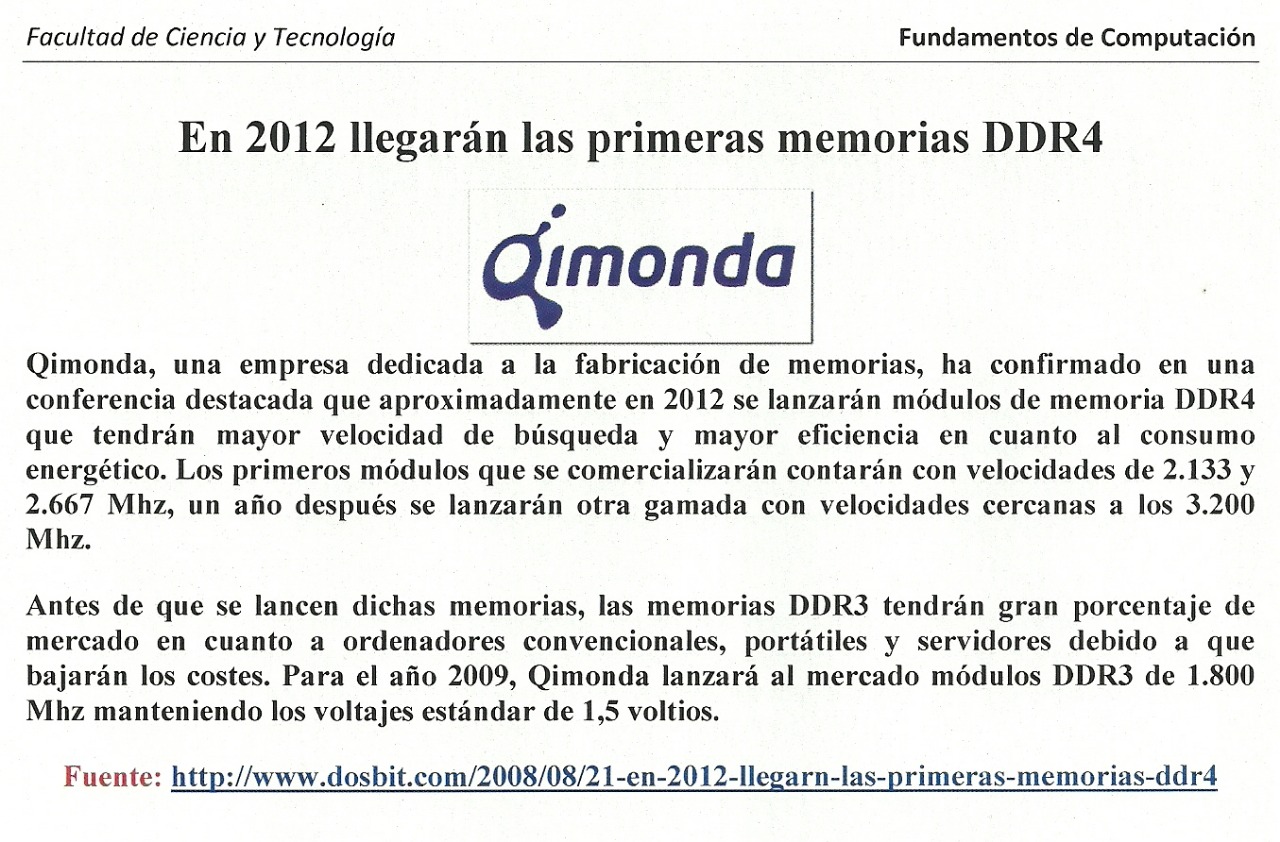 Facultad de Ciencia y Tecnología
Fundamentos de Computación
En 2012 llegarán las primeras memorias DDR4
Qimonda
Qimonda, una empresa dedicada a la fabricación de memorias, ha confirmado en una
conferencia destacada que aproximadamente en 2012 se lanzarán módulos de memoria DDR4
que tendrán mayor velocidad de búsqueda y mayor eficiencia en cuanto al consumo
energético. Los primeros módulos que se comercializarán contarán con velocidades de 2.133 y
2.667 Mhz, un año después se lanzarán otra gamada con velocidades cercanas a los 3.200
Mhz.
Antes de que se lancen dichas memorias, las memorias DDR3 tendrán gran porcentaje de
mercado en cuanto a ordenadores convencionales, portátiles y servidores debido a que
bajarán los costes. Para el año 2009, Qimonda lanzará al mercado módulos DDR3 de 1.800
Mhz manteniendo los voltajes estándar de 1,5 voltios.
Fuente: http://www.dosbit.com/2008/08/21-en-2012-llegarn-las-primeras-memorias-ddr4